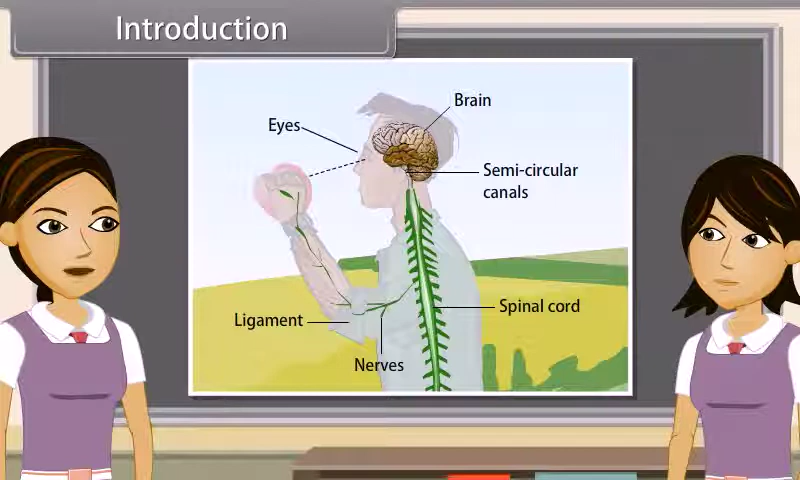 Introduction
Brain
Eyes
Semi-circular
canals
Spinal cord
Ligament
Nerves